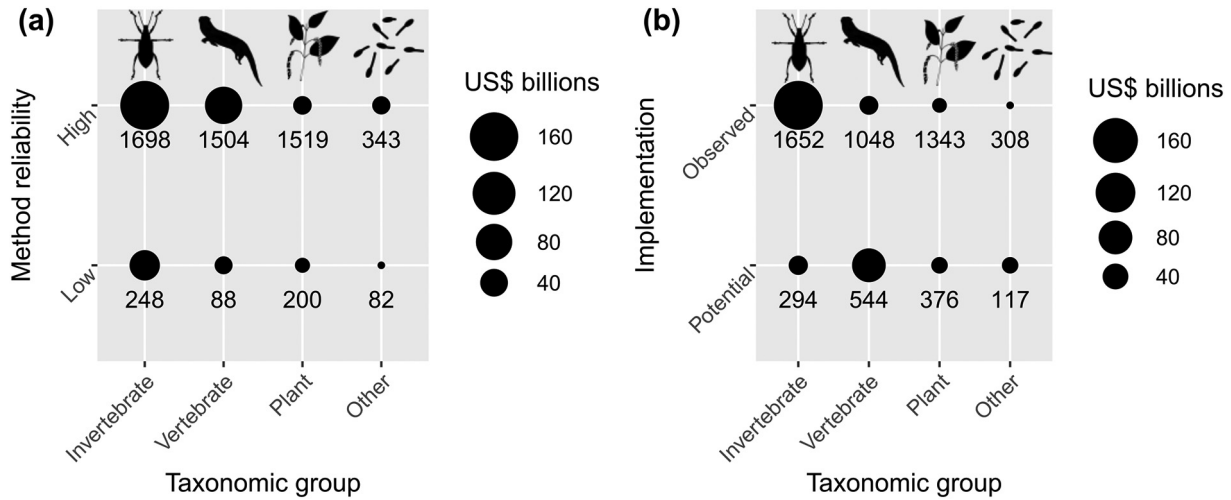 (a)
Method reliability
High
Low
1698 1504 1519 343
248 88 200 82
Invertebrate
Vertebrate
Plant
Other
Taxonomic group
US$ billions
160
120
80
40
(b)
Implementation
Observed
Potential
1652 1048 1343 308
294 544 376 117
Invertebrate
Vertebrate
Plant
Other
Taxonomic group
US$ billions
160
120
80
40